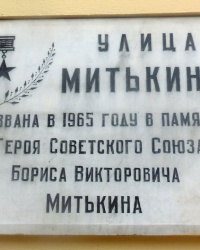 УЛИЦА
МИТЬКИНА
ЗВАНА В 1965 ГОДУ В ПАМЯ
ГЕРОЯ СОВЕТСКОГО СОЮЗА
БОРИСА ВИКТОРОВИЧА
МИТЬКИНА